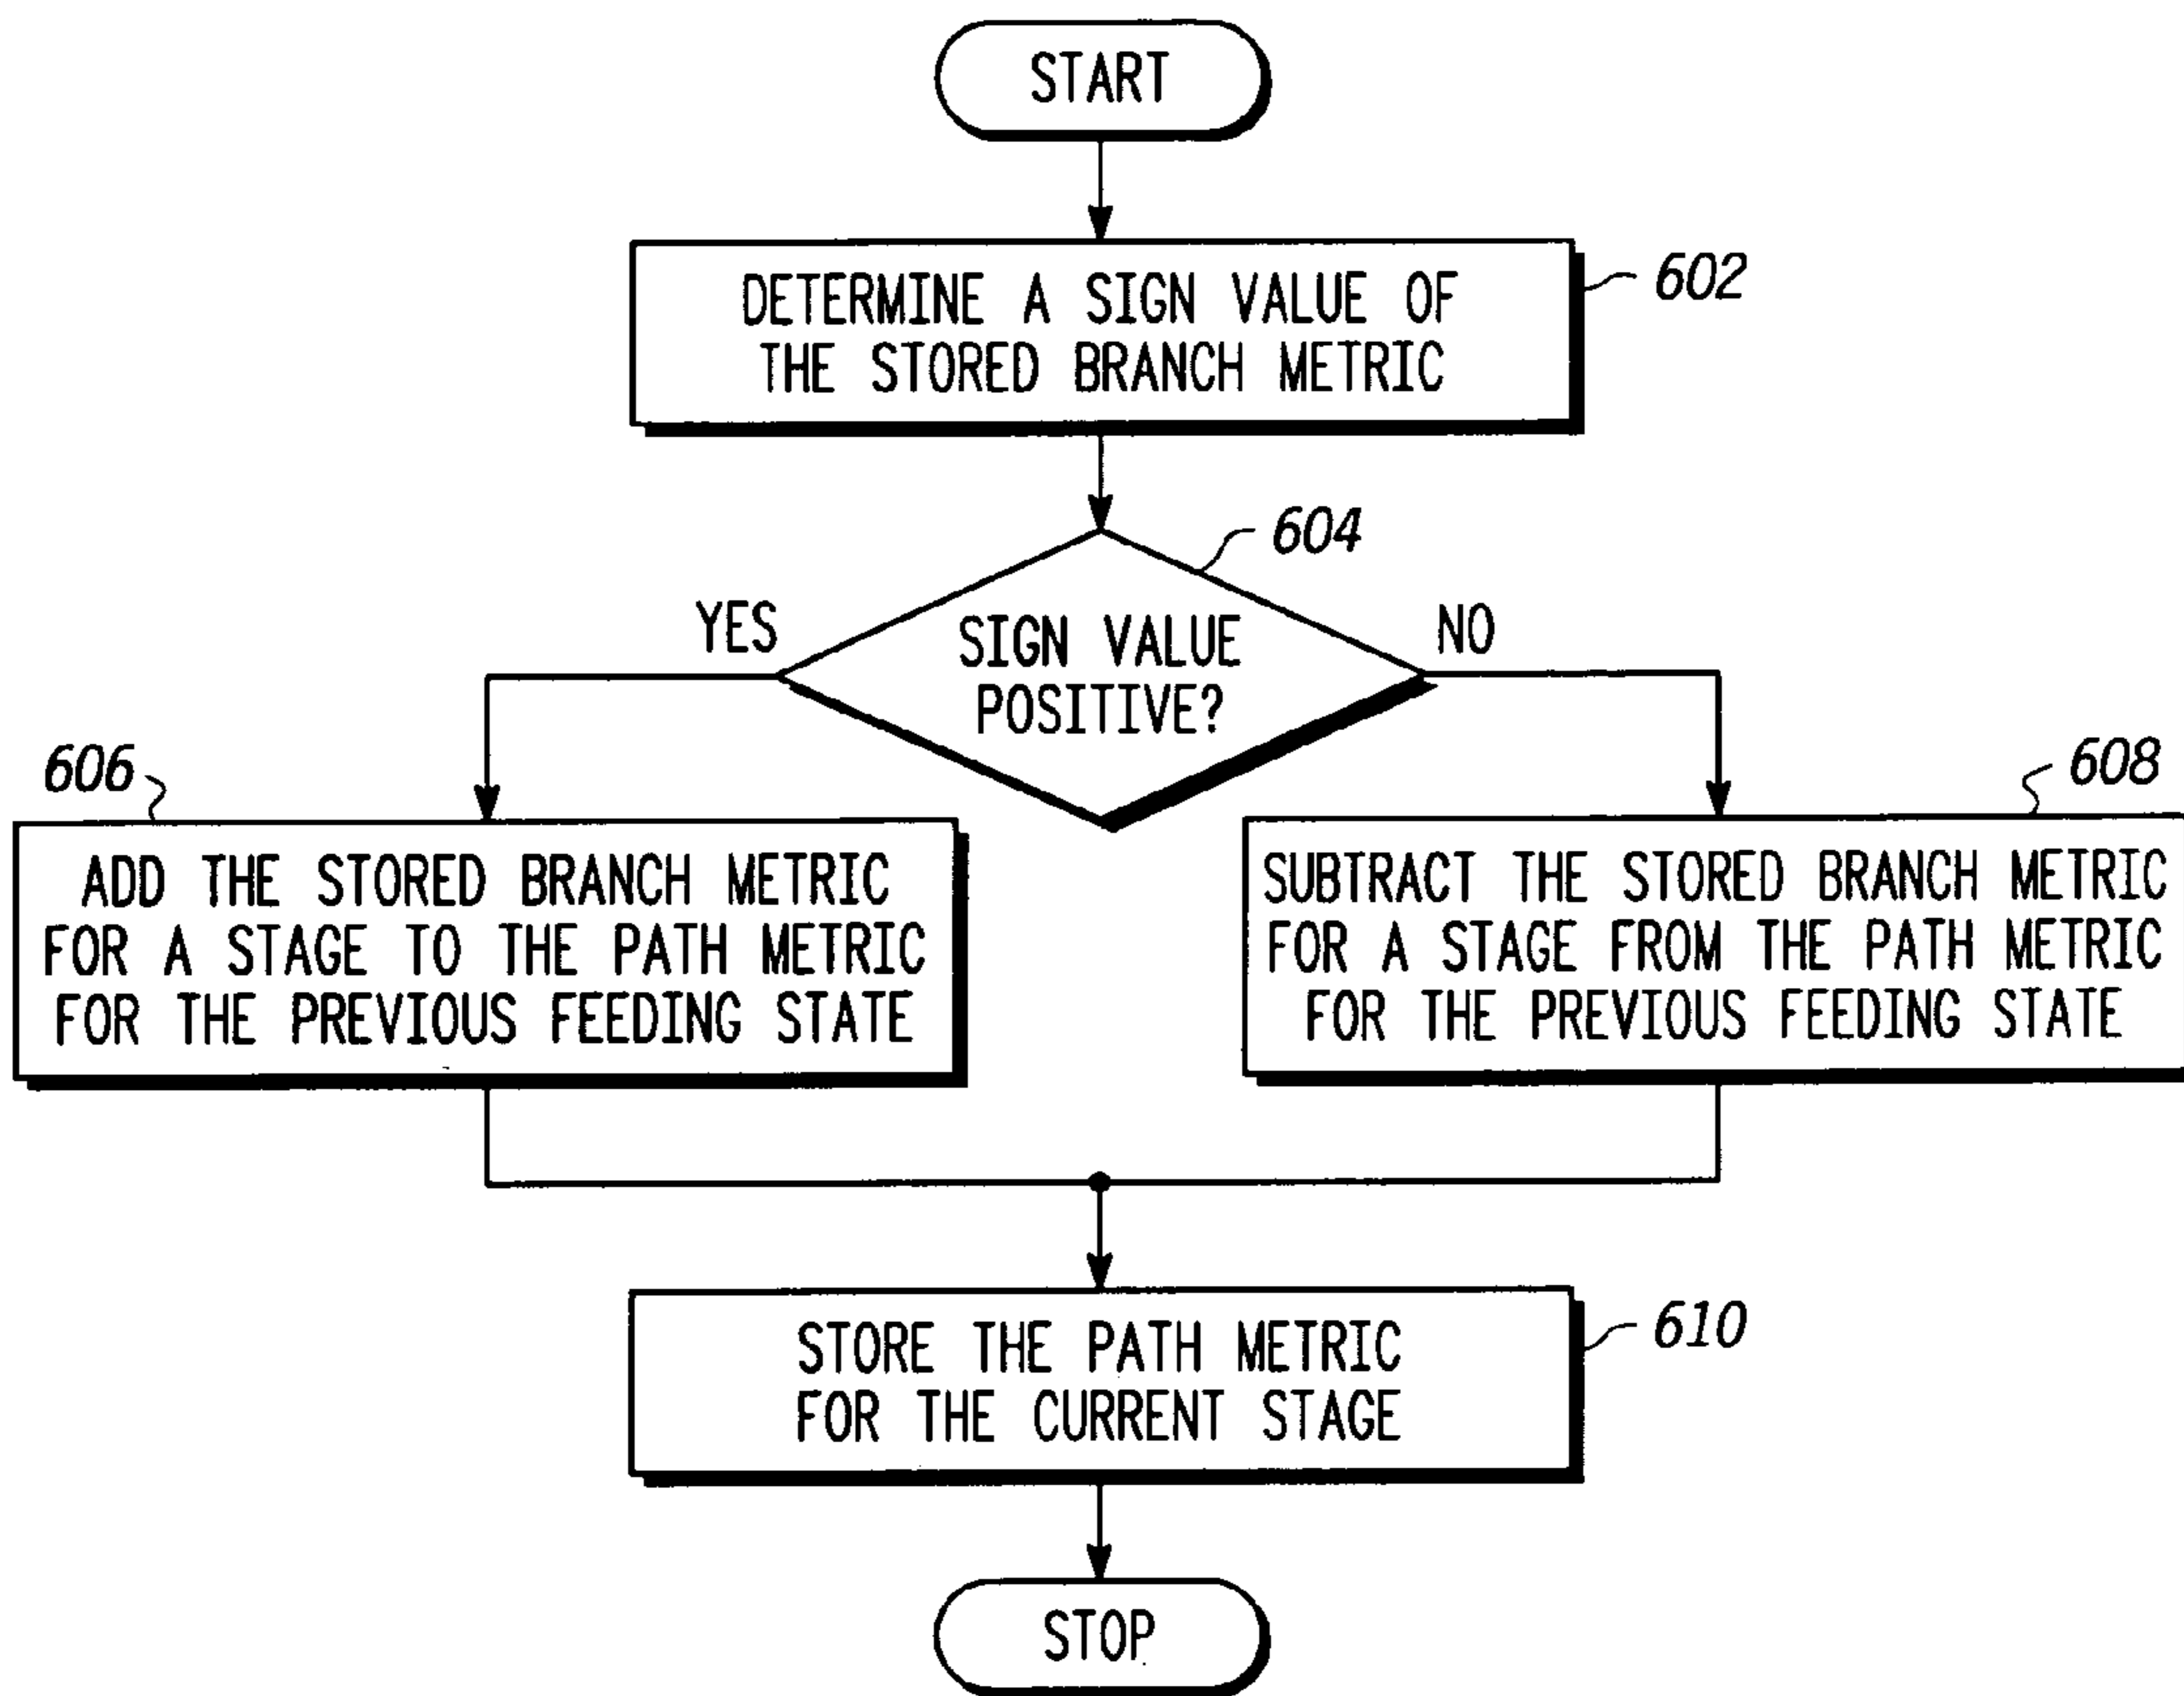 START
DETERMINE A SIGN VALUE OF
THE STORED BRANCH METRIC
602
604
YES
SIGN VALUE
POSITIVE?
NO
606
ADD THE STORED BRANCH METRIC
FOR A STAGE TO THE PATH METRIC
FOR THE PREVIOUS FEEDING STATE
608
SUBTRACT THE STORED BRANCH METRIC
FOR A STAGE FROM THE PATH METRIC
FOR THE PREVIOUS FEEDING STATE
STORE THE PATH METRIC
FOR THE CURRENT STAGE
610
STOP